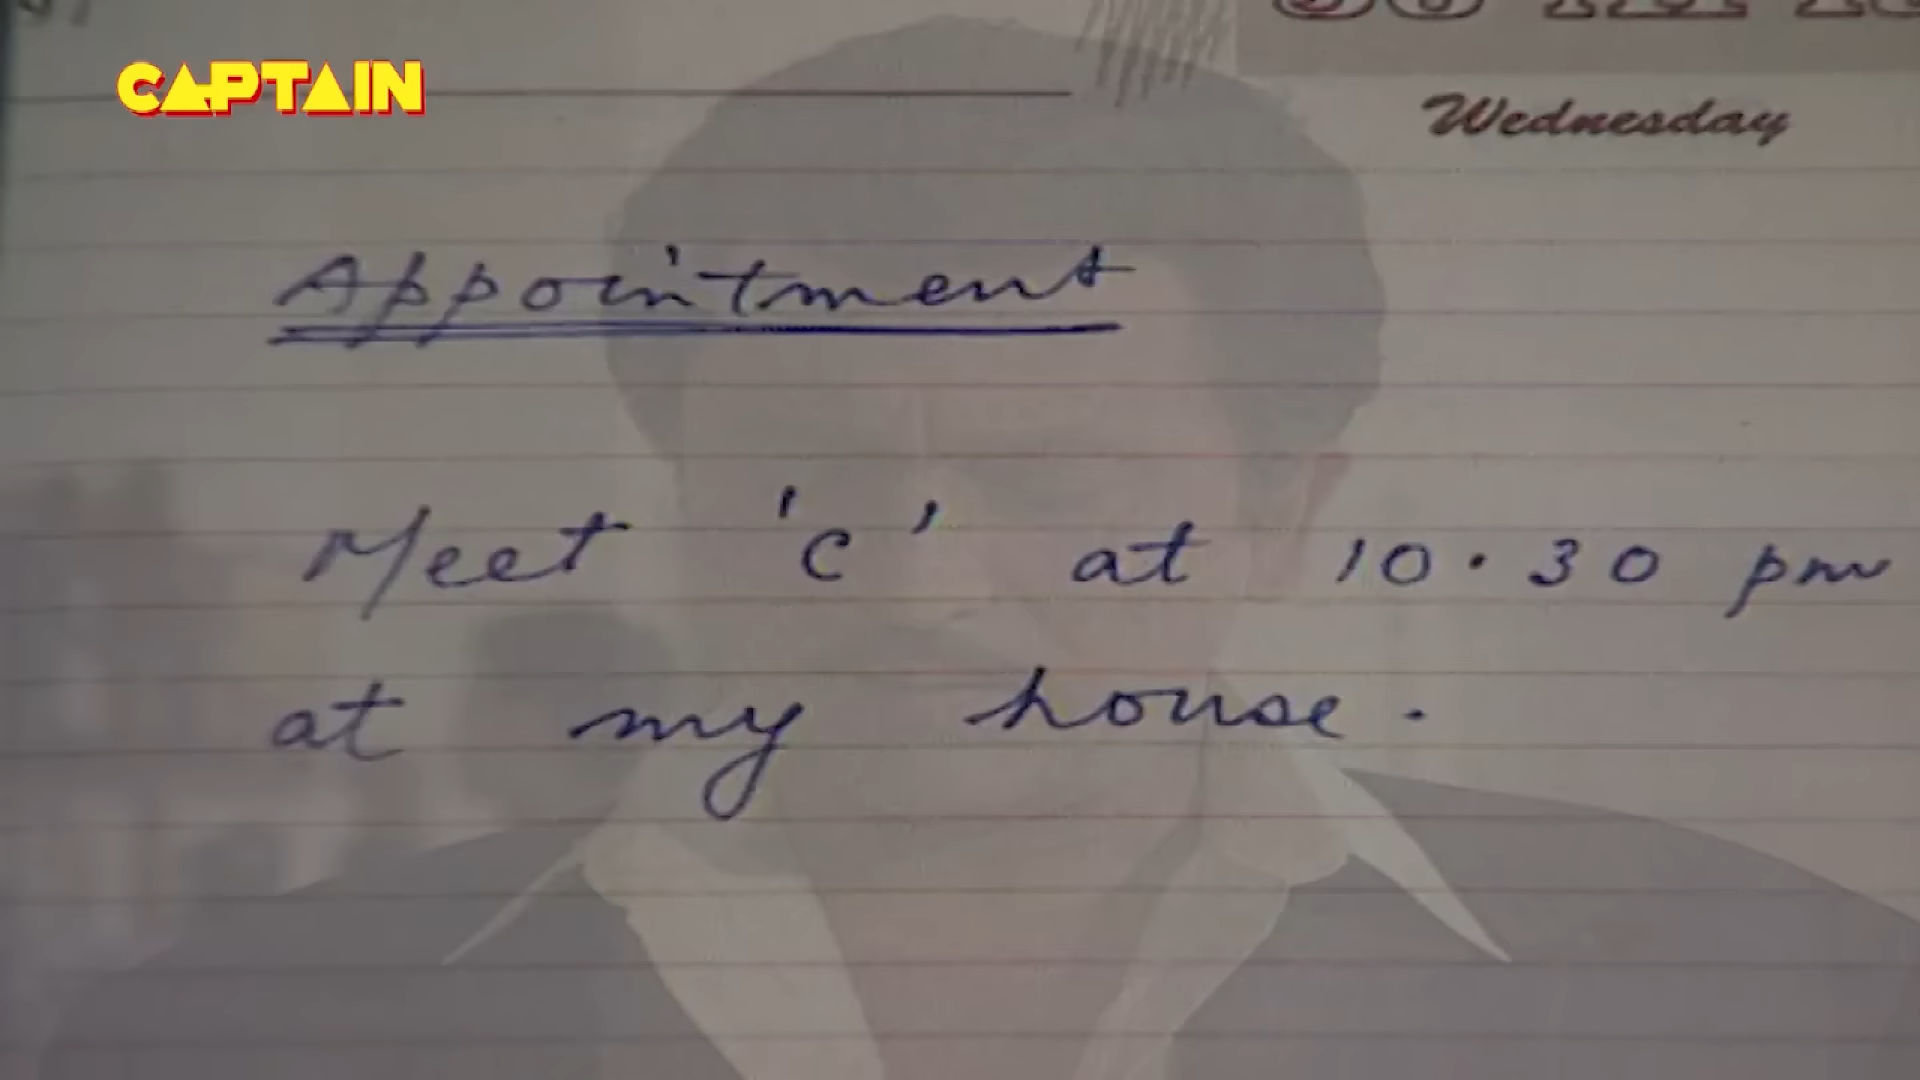 CAPTAIN
Wednesday
Appointment
Meet 'C' at 10.30 pm
at my house.